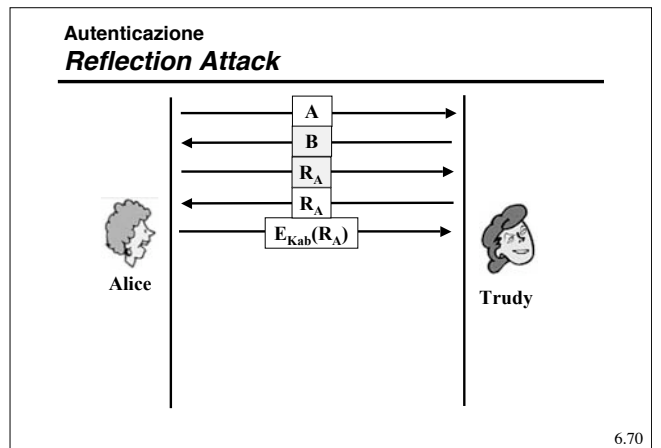 Autenticazione
Reflection Attack
A
B
R_A
R_A
E_Kab(R_A)
Alice
Trudy
6.70